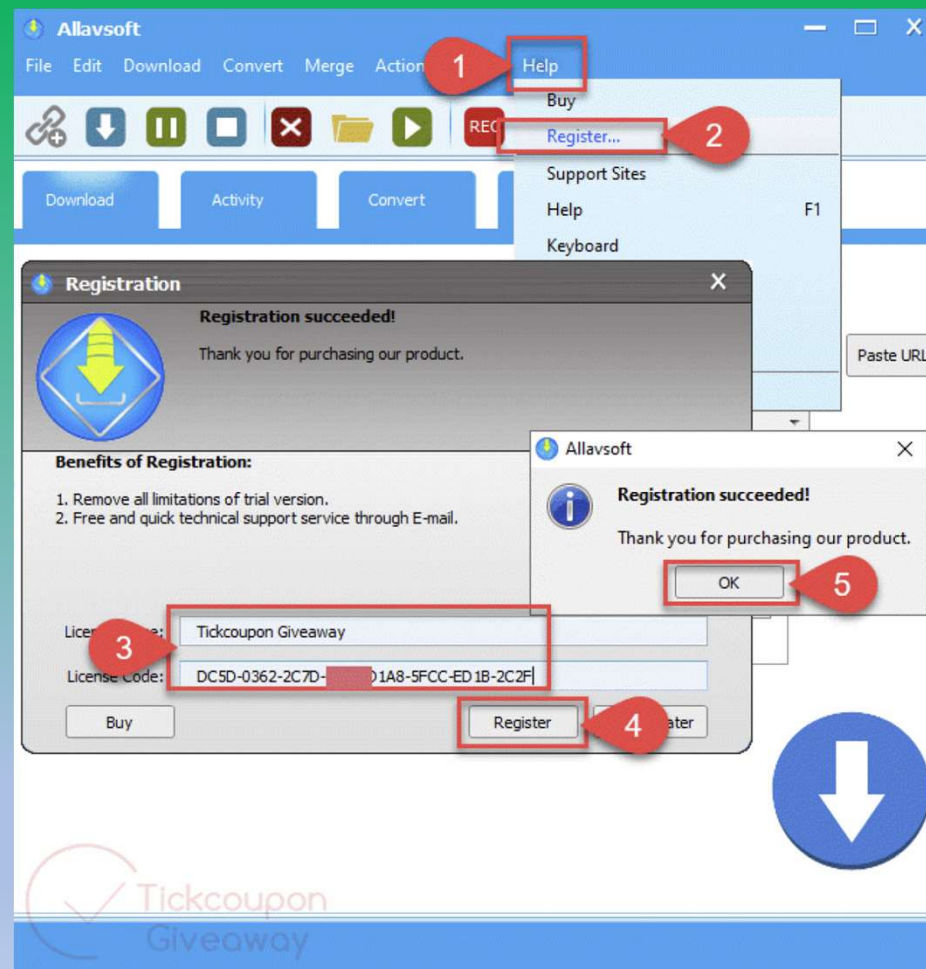 Allavsoft
File Edit Download Convert Merge Action Help
1
Buy
REC
Register...
2
Support Sites
Download Activity Convert
Help F1
Keyboard
Registration
Registration succeeded!
Thank you for purchasing our product.
Paste URL
Benefits of Registration:
1. Remove all limitations of trial version.
2. Free and quick technical support service through E-mail.
Allavsoft
Registration succeeded!
Thank you for purchasing our product.
OK
5
Tickcoupon Giveaway
3
License Code: DC5D-0362-2C7D- D1A8-5FCC-ED1B-2C2F
Buy Register
4
Tickcoupon
Giveaway